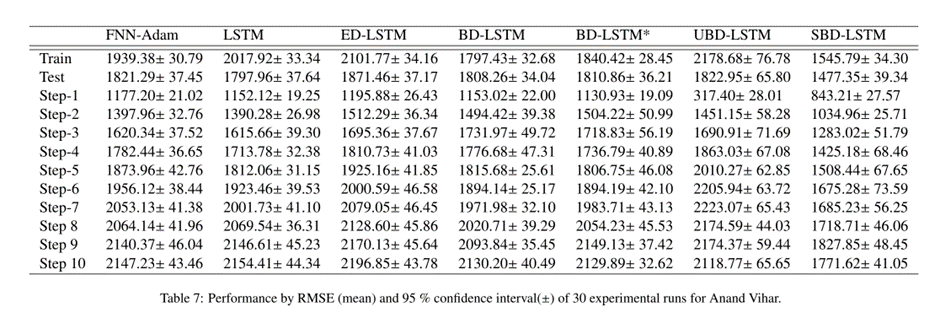 FNN-Adam LSTM ED-LSTM BD-LSTM BD-LSTM* UBD-LSTM SBD-LSTM
Train 1939.38± 30.79 2017.92± 33.34 2101.77± 34.16 1797.43± 32.68 1840.42± 28.45 2178.68± 76.78 1545.79± 34.30
Test 1821.29± 37.45 1797.96± 37.64 1871.46± 37.17 1808.26± 34.04 1810.86± 36.21 1822.95± 65.80 1477.35± 39.34
Step-1 1177.20± 21.02 1152.12± 19.25 1195.88± 26.43 1153.02± 22.00 1130.93± 19.09 317.40± 28.01 843.21± 27.57
Step-2 1397.96± 32.76 1390.28± 26.98 1512.29± 36.34 1494.42± 39.38 1504.22± 50.99 1451.15± 58.28 1034.96± 25.71
Step-3 1620.34± 37.52 1615.66± 39.30 1695.36± 37.67 1731.97± 49.72 1718.83± 56.19 1690.91± 71.69 1283.02± 51.79
Step-4 1782.44± 36.65 1713.78± 32.38 1810.73± 41.03 1776.68± 47.31 1736.79± 40.89 1863.03± 67.08 1425.18± 68.46
Step-5 1873.96± 42.76 1812.06± 31.15 1925.16± 41.85 1815.68± 25.61 1806.75± 46.08 2010.27± 62.85 1508.44± 67.65
Step-6 1956.12± 38.44 1923.46± 39.53 2000.59± 46.58 1894.14± 25.17 1894.19± 42.10 2205.94± 63.72 1675.28± 73.59
Step-7 2053.13± 41.38 2001.73± 41.10 2079.05± 46.45 1971.98± 32.10 1983.71± 43.13 2223.07± 65.43 1685.23± 56.25
Step 8 2064.14± 41.96 2069.54± 36.31 2128.60± 45.86 2020.71± 39.29 2054.23± 45.53 2174.59± 44.03 1718.71± 46.06
Step 9 2140.37± 46.04 2146.61± 45.23 2170.13± 45.64 2093.84± 35.45 2149.13± 37.42 2174.37± 59.44 1827.85± 48.45
Step 10 2147.23± 43.46 2154.41± 44.34 2196.85± 43.78 2130.20± 40.49 2129.89± 32.62 2118.77± 65.65 1771.62± 41.05
Table 7: Performance by RMSE (mean) and 95 % confidence interval(±) of 30 experimental runs for Anand Vihar.